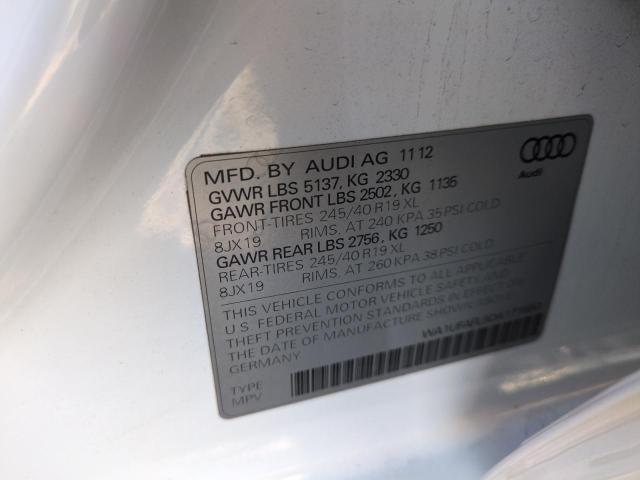 MFD. BY AUDI AG 11 12
GVWR LBS 5137, KG 2330
GAWR FRONT LBS 2502, KG 1135
FRONT-TIRES 245/40 R19 XL
8JX19 RIMS. AT 240 KPA 35 PSI COLD
GAWR REAR LBS 2756, KG 1250
REAR-TIRES 245/40 R19 XL
8JX19 RIMS. AT 260 KPA 38 PSI COLD
THIS VEHICLE CONFORMS TO ALL APPLICABLE
U.S. FEDERAL MOTOR VEHICLE SAFETY, AND
THEFT PREVENTION STANDARDS IN EFFECT ON
THE DATE OF MANUFACTURE SHOWN ABOVE.
GERMANY
TYPE
MPV
Audi